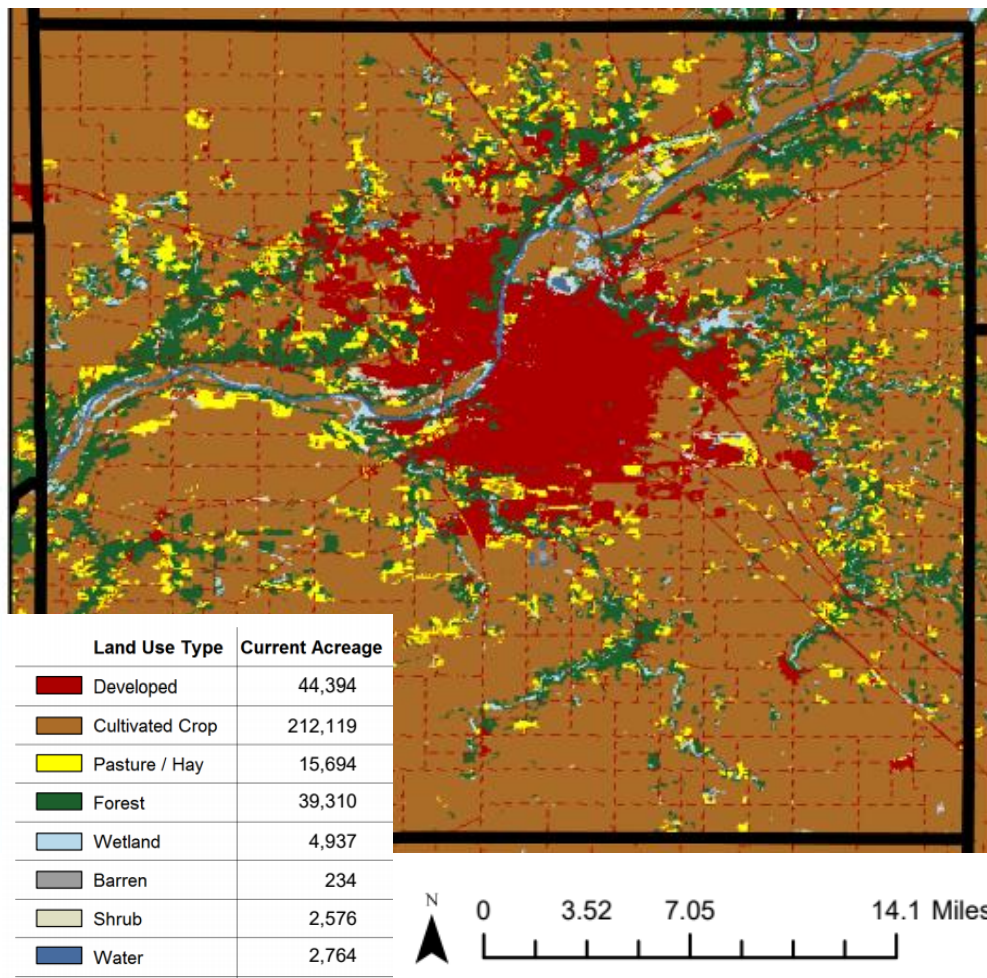 Land Use Type Current Acreage
Developed 44,394
Cultivated Crop 212,119
Pasture / Hay 15,694
Forest 39,310
Wetland 4,937
Barren 234
Shrub 2,576
Water 2,764
N
0 3.52 7.05 14.1 Miles